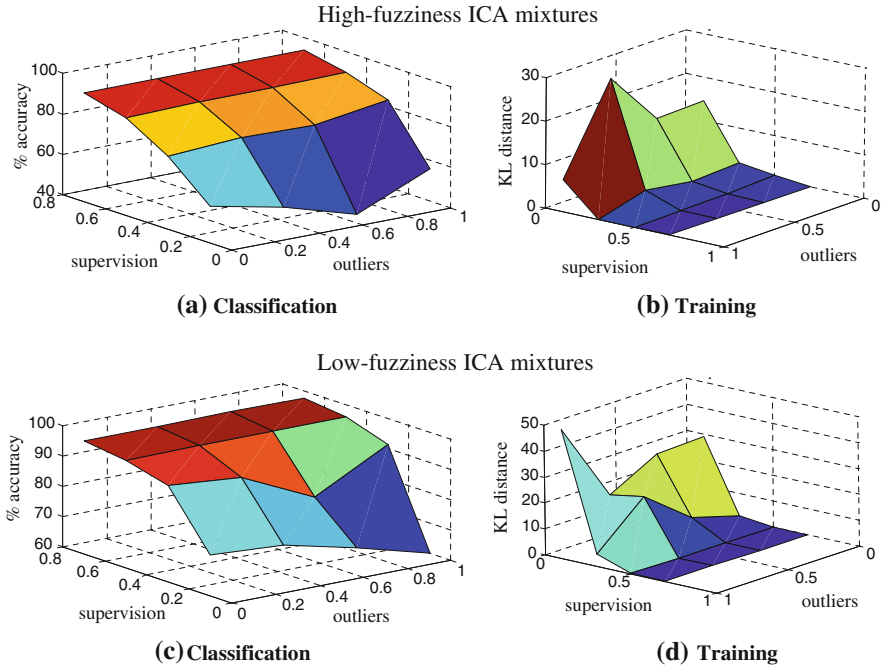 High-fuzziness ICA mixtures
% accuracy
100
80
60
40
0.8
0.6
0.4
0.2
0
supervision
0
0.2
0.4
0.6
0.8
1
outliers
(a) Classification
KL distance
30
20
10
0
0
0.5
1
supervision
1
0.5
0
outliers
(b) Training
Low-fuzziness ICA mixtures
% accuracy
100
90
80
70
60
0.8
0.6
0.4
0.2
0
supervision
0
0.2
0.4
0.6
0.8
1
outliers
(c) Classification
KL distance
50
40
30
20
10
0
0
0.5
1
supervision
1
0.5
0
outliers
(d) Training